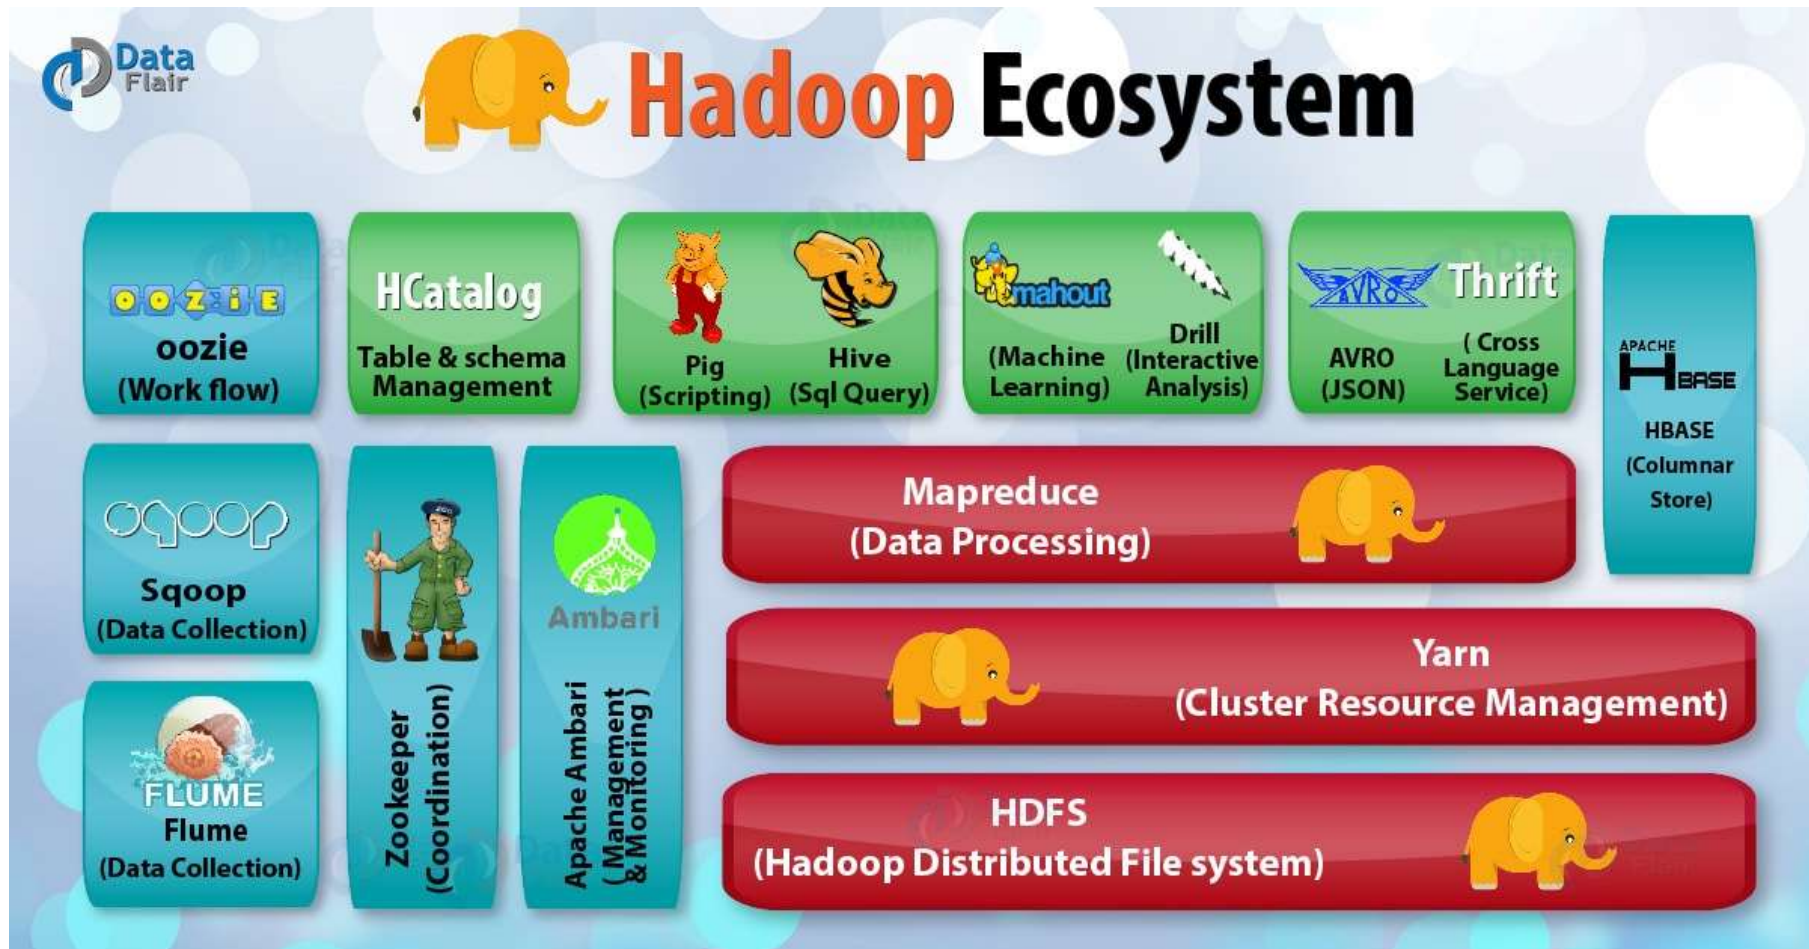 Data
Flair
Hadoop Ecosystem
OOZIE
oozie
(Work flow)
HCatalog
Table & schema
Management
Pig
(Scripting)
Hive
(Sql Query)
mahout
(Machine
Learning)
Drill
(Interactive
Analysis)
AVRO
AVRO
(JSON)
Thrift
( Cross
Language
Service)
APACHE
HBASE
HBASE
(Columnar
Store)
sqoop
Sqoop
(Data Collection)
FLUME
Flume
(Data Collection)
Zookeeper
(Coordination)
Ambari
Apache Ambari
( Management
& Monitoring )
Mapreduce
(Data Processing)
Yarn
(Cluster Resource Management)
HDFS
(Hadoop Distributed File system)